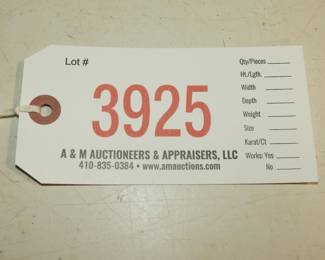 Lot #
3925
A & M AUCTIONEERS & APPRAISERS, LLC
410-835-0384 • www.amauctions.com
Qty/Pieces
Ht./Lgth.
Width
Depth
Weight
Size
Karat/Ct
Works: Yes
No